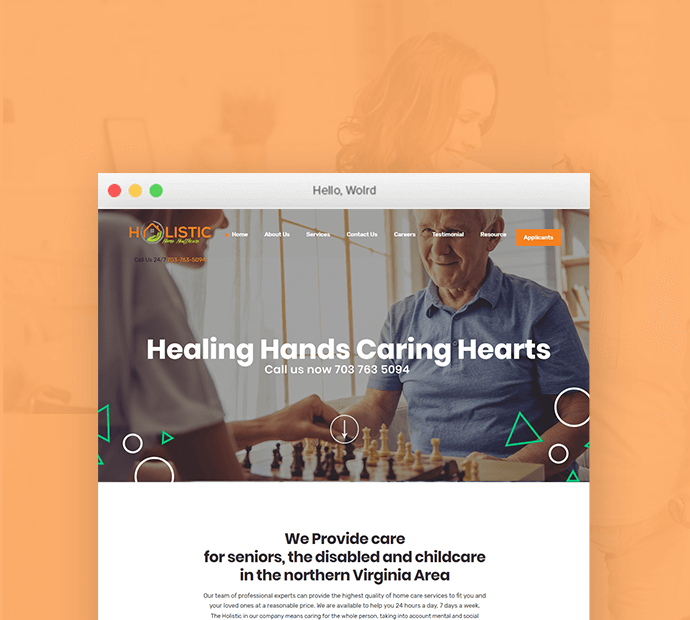 Hello, Wolrd
HOLISTIC
Home Healthcare
Home About Us Services Contact Us Careers Testimonial Resource Applicants
Call Us 24/7 703-763-5094
Healing Hands Caring Hearts
Call us now 703 763 5094
We Provide care
for seniors, the disabled and childcare
in the northern Virginia Area
Our team of professional experts can provide the highest quality of home care services to fit you and
your loved ones at a reasonable price. We are available to help you 24 hours a day, 7 days a week.
The Holistic in our company means caring for the whole person, taking into account mental and social